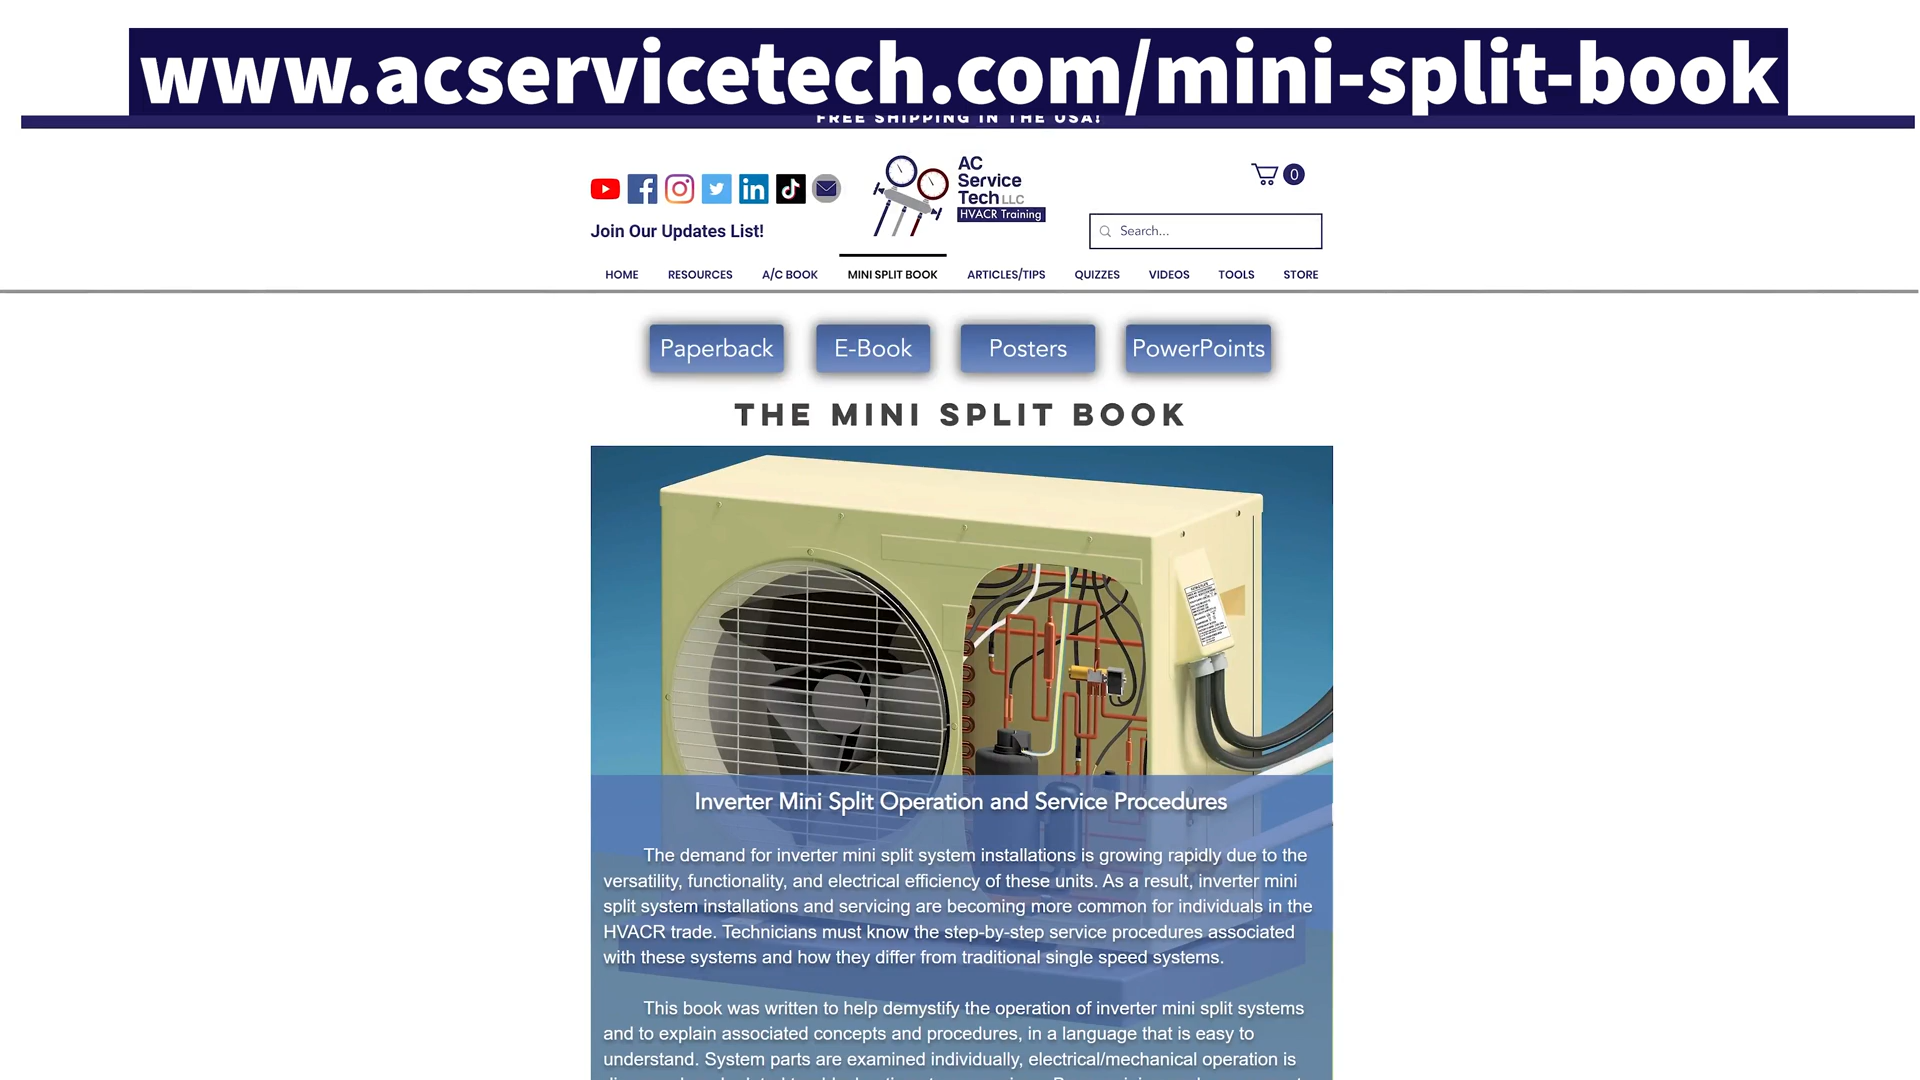 www.acservicetech.com/mini-split-book
FREE SHIPPING IN THE USA!
AC
Service
Tech LLC
HVACR Training
0
Join Our Updates List!
Search...
HOME RESOURCES A/C BOOK MINI SPLIT BOOK ARTICLES/TIPS QUIZZES VIDEOS TOOLS STORE
Paperback E-Book Posters PowerPoints
THE MINI SPLIT BOOK
Inverter Mini Split Operation and Service Procedures
The demand for inverter mini split system installations is growing rapidly due to the
versatility, functionality, and electrical efficiency of these units. As a result, inverter mini
split system installations and servicing are becoming more common for individuals in the
HVACR trade. Technicians must know the step-by-step service procedures associated
with these systems and how they differ from traditional single speed systems.
This book was written to help demystify the operation of inverter mini split systems
and to explain associated concepts and procedures, in a language that is easy to
understand. System parts are examined individually, electrical/mechanical operation is